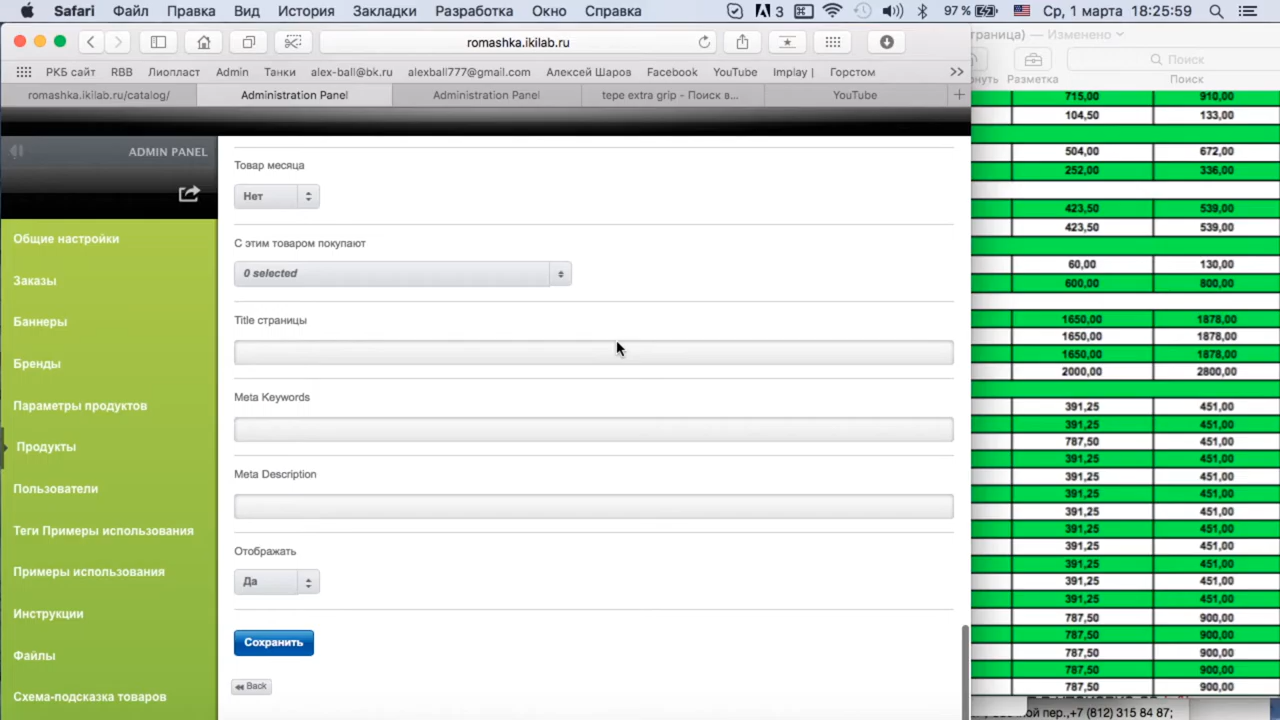 Safari Файл Правка Вид История Закладки Разработка Окно Справка 3 97 % Ср, 1 марта 18:25:59
romashka.ikilab.ru
раница) — Изменено
нуть Разметка Поиск
Поиск
РКБ сайт RBB Лиопласт Admin Танки alex-ball@bk.ru alexball777@gmail.com Алексей Шаров Facebook YouTube Implay | Горстом >>
romashka.ikilab.ru/catalog/ Administration Panel Administration Panel tepe extra grip - Поиск в... YouTube +
ADMIN PANEL
Общие настройки
Заказы
Баннеры
Бренды
Параметры продуктов
Продукты
Пользователи
Теги Примеры использования
Примеры использования
Инструкции
Файлы
Схема-подсказка товаров
Товар месяца
Нет
С этим товаром покупают
0 selected
Title страницы
Meta Keywords
Meta Description
Отображать
Да
Сохранить
Back
715,00 910,00
104,50 133,00
504,00 672,00
252,00 336,00
423,50 539,00
423,50 539,00
60,00 130,00
600,00 800,00
1650,00 1878,00
1650,00 1878,00
1650,00 1878,00
2000,00 2800,00
391,25 451,00
391,25 451,00
787,50 451,00
391,25 451,00
391,25 451,00
391,25 451,00
391,25 451,00
391,25 451,00
391,25 451,00
391,25 451,00
391,25 451,00
391,25 451,00
787,50 900,00
787,50 900,00
787,50 900,00
787,50 900,00
787,50 900,00
ной пер.,+7 (812) 315 84 87;